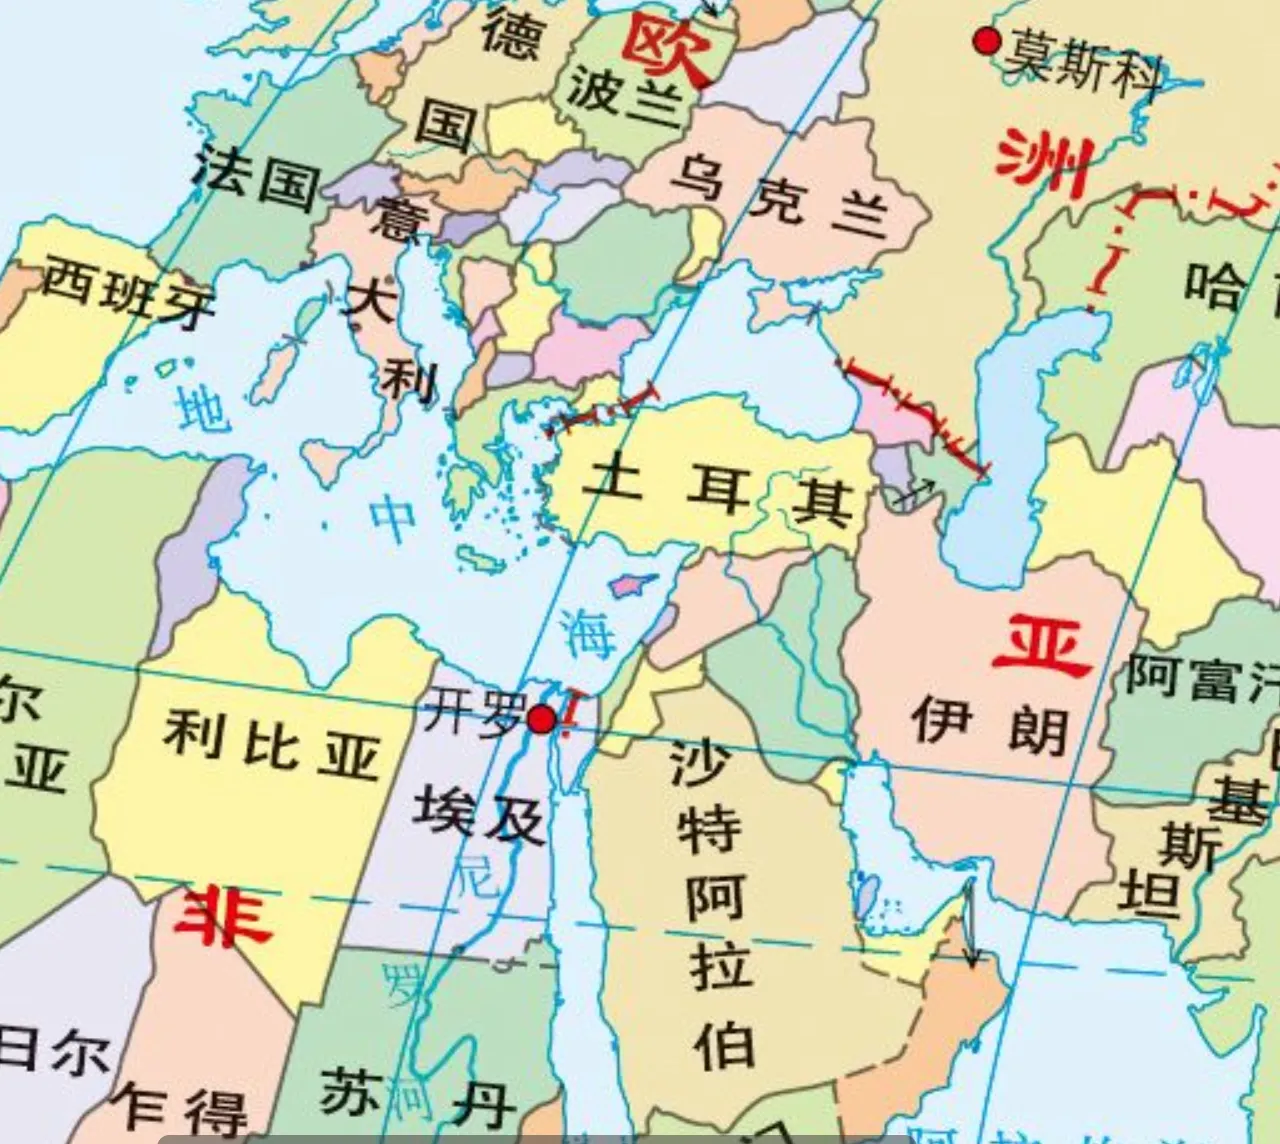 莫斯科
德
国
欧
洲
波兰
法国
乌克兰
意
大
利
西班牙
哈
地
中
海
土耳其
亚
伊朗
阿富汗
尔
亚
利比亚
开罗
埃及
沙
特
阿
拉
伯
基
斯
坦
尼
罗
河
非
日尔
乍得
苏丹